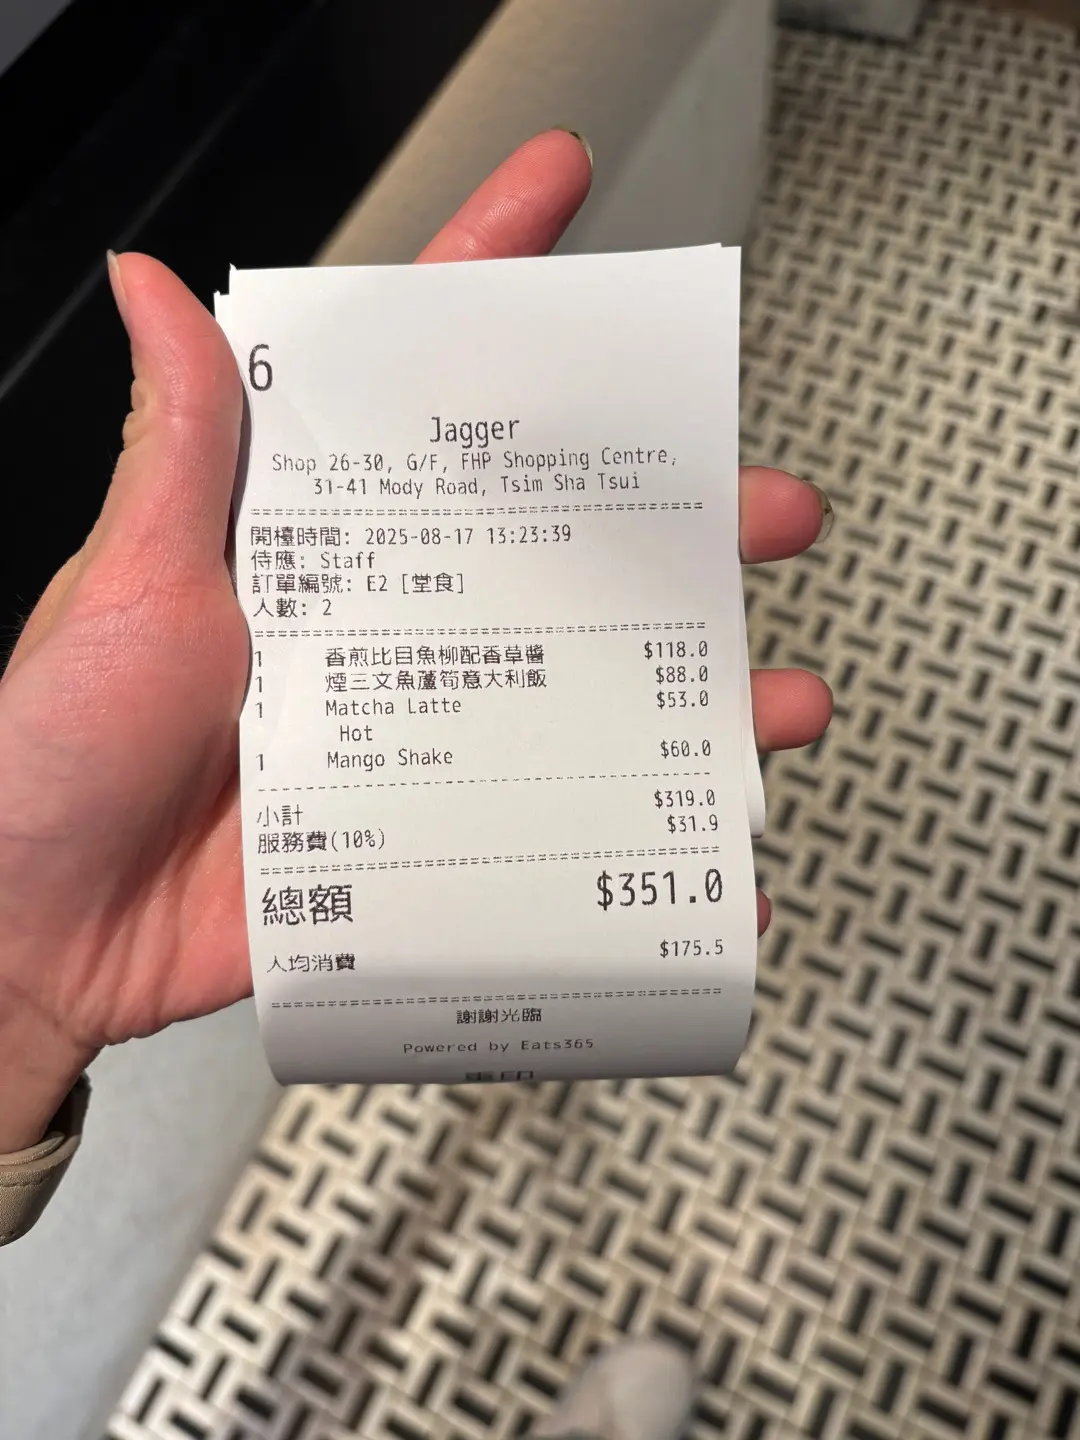 6
Jagger
Shop 26-30, G/F, FHP Shopping Centre,
31-41 Mody Road, Tsim Sha Tsui
開檯時間: 2025-08-17 13:23:39
侍應: Staff
訂單編號: E2 [堂食]
人數: 2
1 香煎比目魚柳配香草醬 $118.0
1 煙三文魚蘆筍意大利飯 $88.0
1 Matcha Latte $53.0
Hot
1 Mango Shake $60.0
小計 $319.0
服務費(10%) $31.9
總額 $351.0
人均消費 $175.5
謝謝光臨
Powered by Eats365